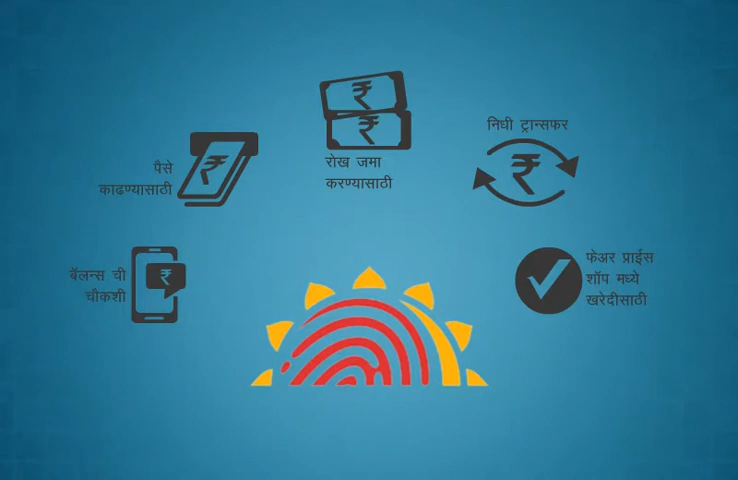 रोख जमा
करण्यासाठी
निधी ट्रान्सफर
पैसे
काढण्यासाठी
बॅलन्स ची
चौकशी
फेअर प्राईस
शॉप मध्ये
खरेदीसाठी